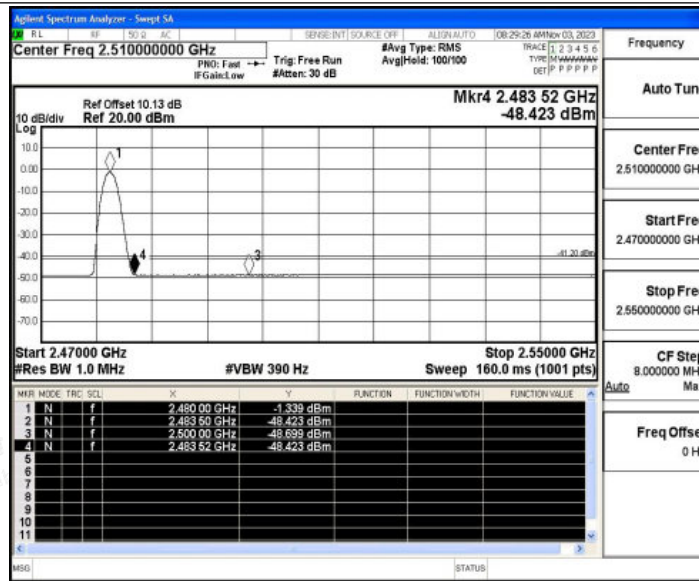 Agilent Spectrum Analyzer - Swept SA
RL RF 50 Ω AC SENSE:INT SOURCE OFF ALIGN AUTO 08:29:26 AM Nov 03, 2023
Center Freq 2.510000000 GHz
PNO: Fast
IFGain:Low
Trig: Free Run
#Atten: 30 dB
#Avg Type: RMS
Avg|Hold: 100/100
TRACE 1 2 3 4 5 6
TYPE M W W W W W
DET P P P P P P
Ref Offset 10.13 dB
Ref 20.00 dBm
10 dB/div
Log
Mkr4 2.483 52 GHz
-48.423 dBm
10.0
0.00
-10.0
-20.0
-30.0
-40.0
-50.0
-60.0
-70.0
1
4
3
-41.20 dBm
Start 2.47000 GHz Stop 2.55000 GHz
#Res BW 1.0 MHz #VBW 390 Hz Sweep 160.0 ms (1001 pts)
MKR MODE TRC SCL X Y FUNCTION FUNCTION WIDTH FUNCTION VALUE
1 N f 2.480 00 GHz -1.339 dBm
2 N f 2.483 50 GHz -48.423 dBm
3 N f 2.500 00 GHz -48.699 dBm
4 N f 2.483 52 GHz -48.423 dBm
5
6
7
8
9
10
11
MSG STATUS
Frequency
Auto Tun
Center Fre
2.510000000 GH
Start Fre
2.470000000 GH
Stop Fre
2.550000000 GH
CF Ste
8.000000 MH
Auto Ma
Freq Offse
0 H